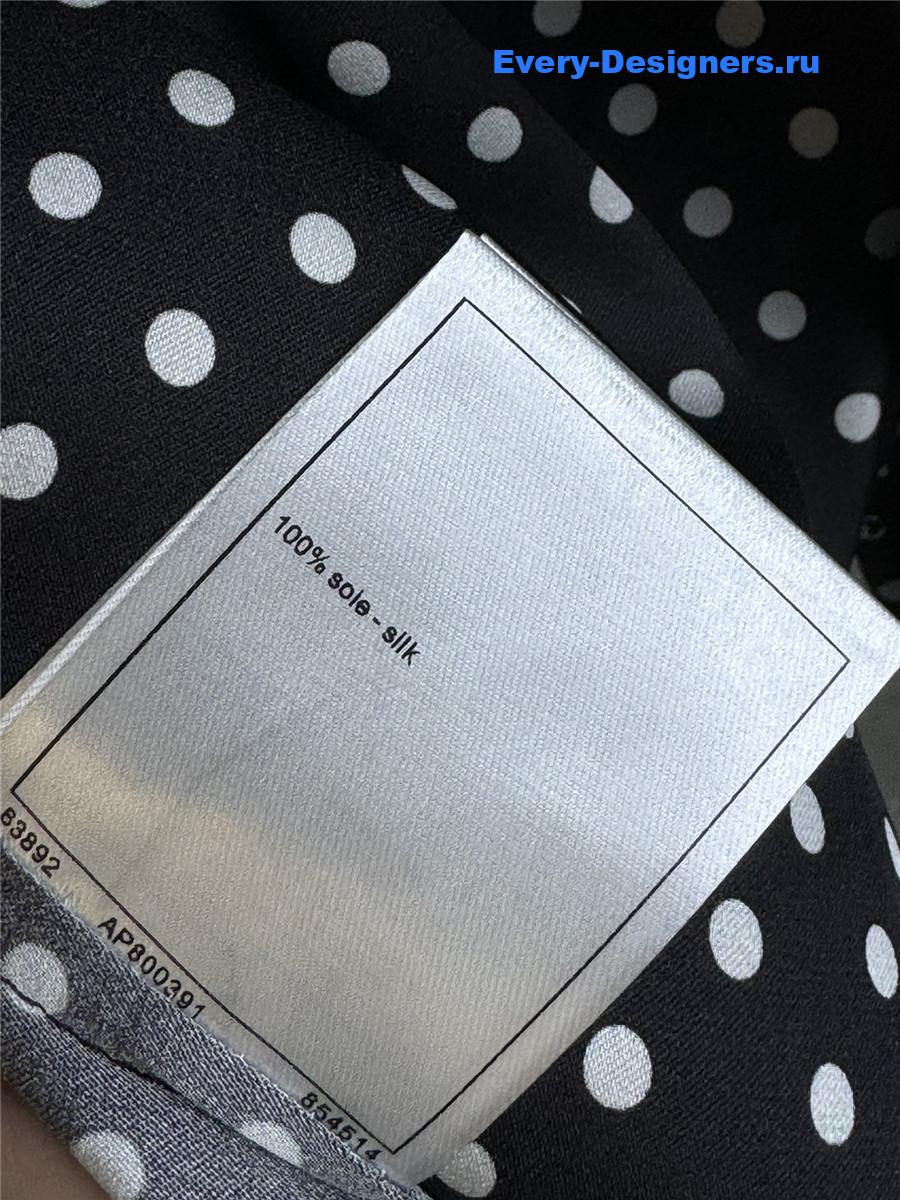 Every-Designers.ru
100% soie - silk
63892
AP800391
854514